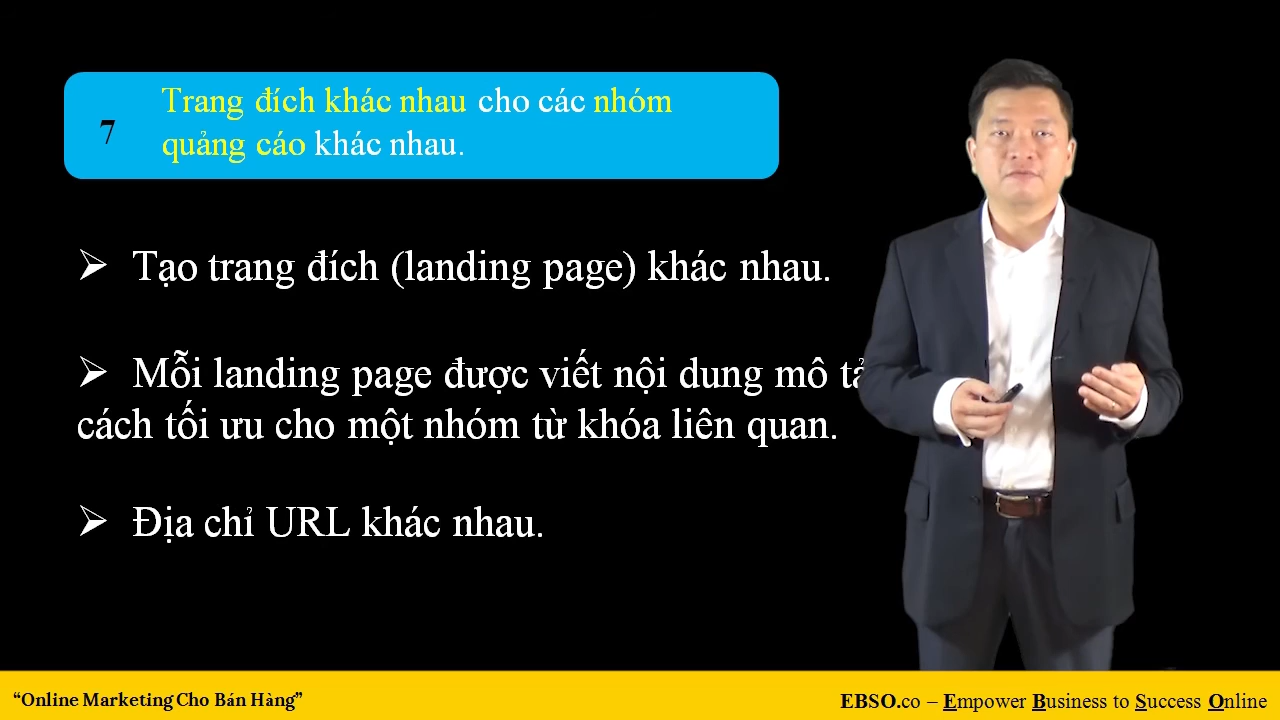 7
Trang đích khác nhau cho các nhóm
quảng cáo khác nhau.
➢ Tạo trang đích (landing page) khác nhau.
➢ Mỗi landing page được viết nội dung mô tả
cách tối ưu cho một nhóm từ khóa liên quan.
➢ Địa chỉ URL khác nhau.
“Online Marketing Cho Bán Hàng”
EBSO.co – Empower Business to Success Online